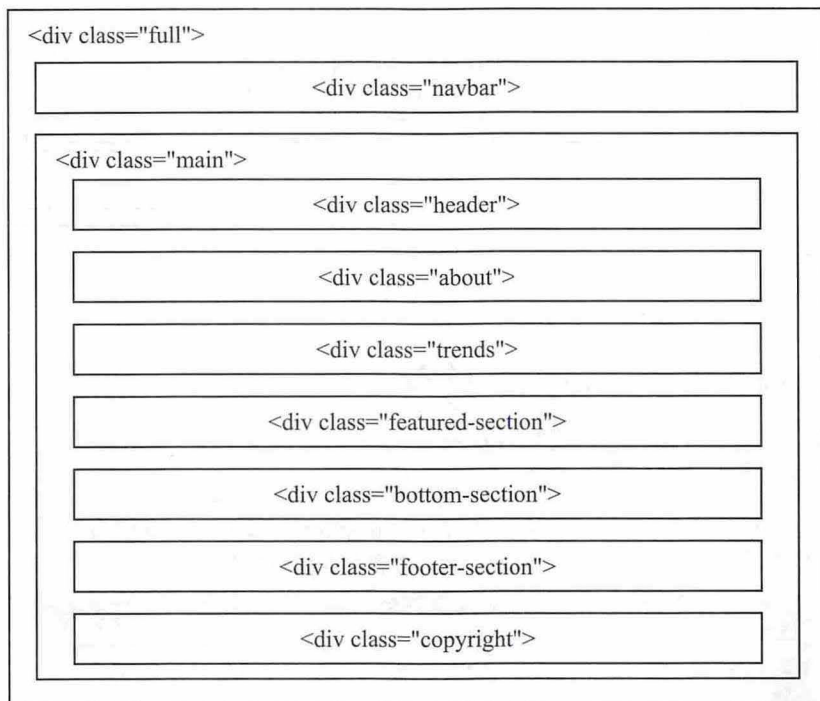 <div class="full">
<div class="navbar">
<div class="main">
<div class="header">
<div class="about">
<div class="trends">
<div class="featured-section">
<div class="bottom-section">
<div class="footer-section">
<div class="copyright">